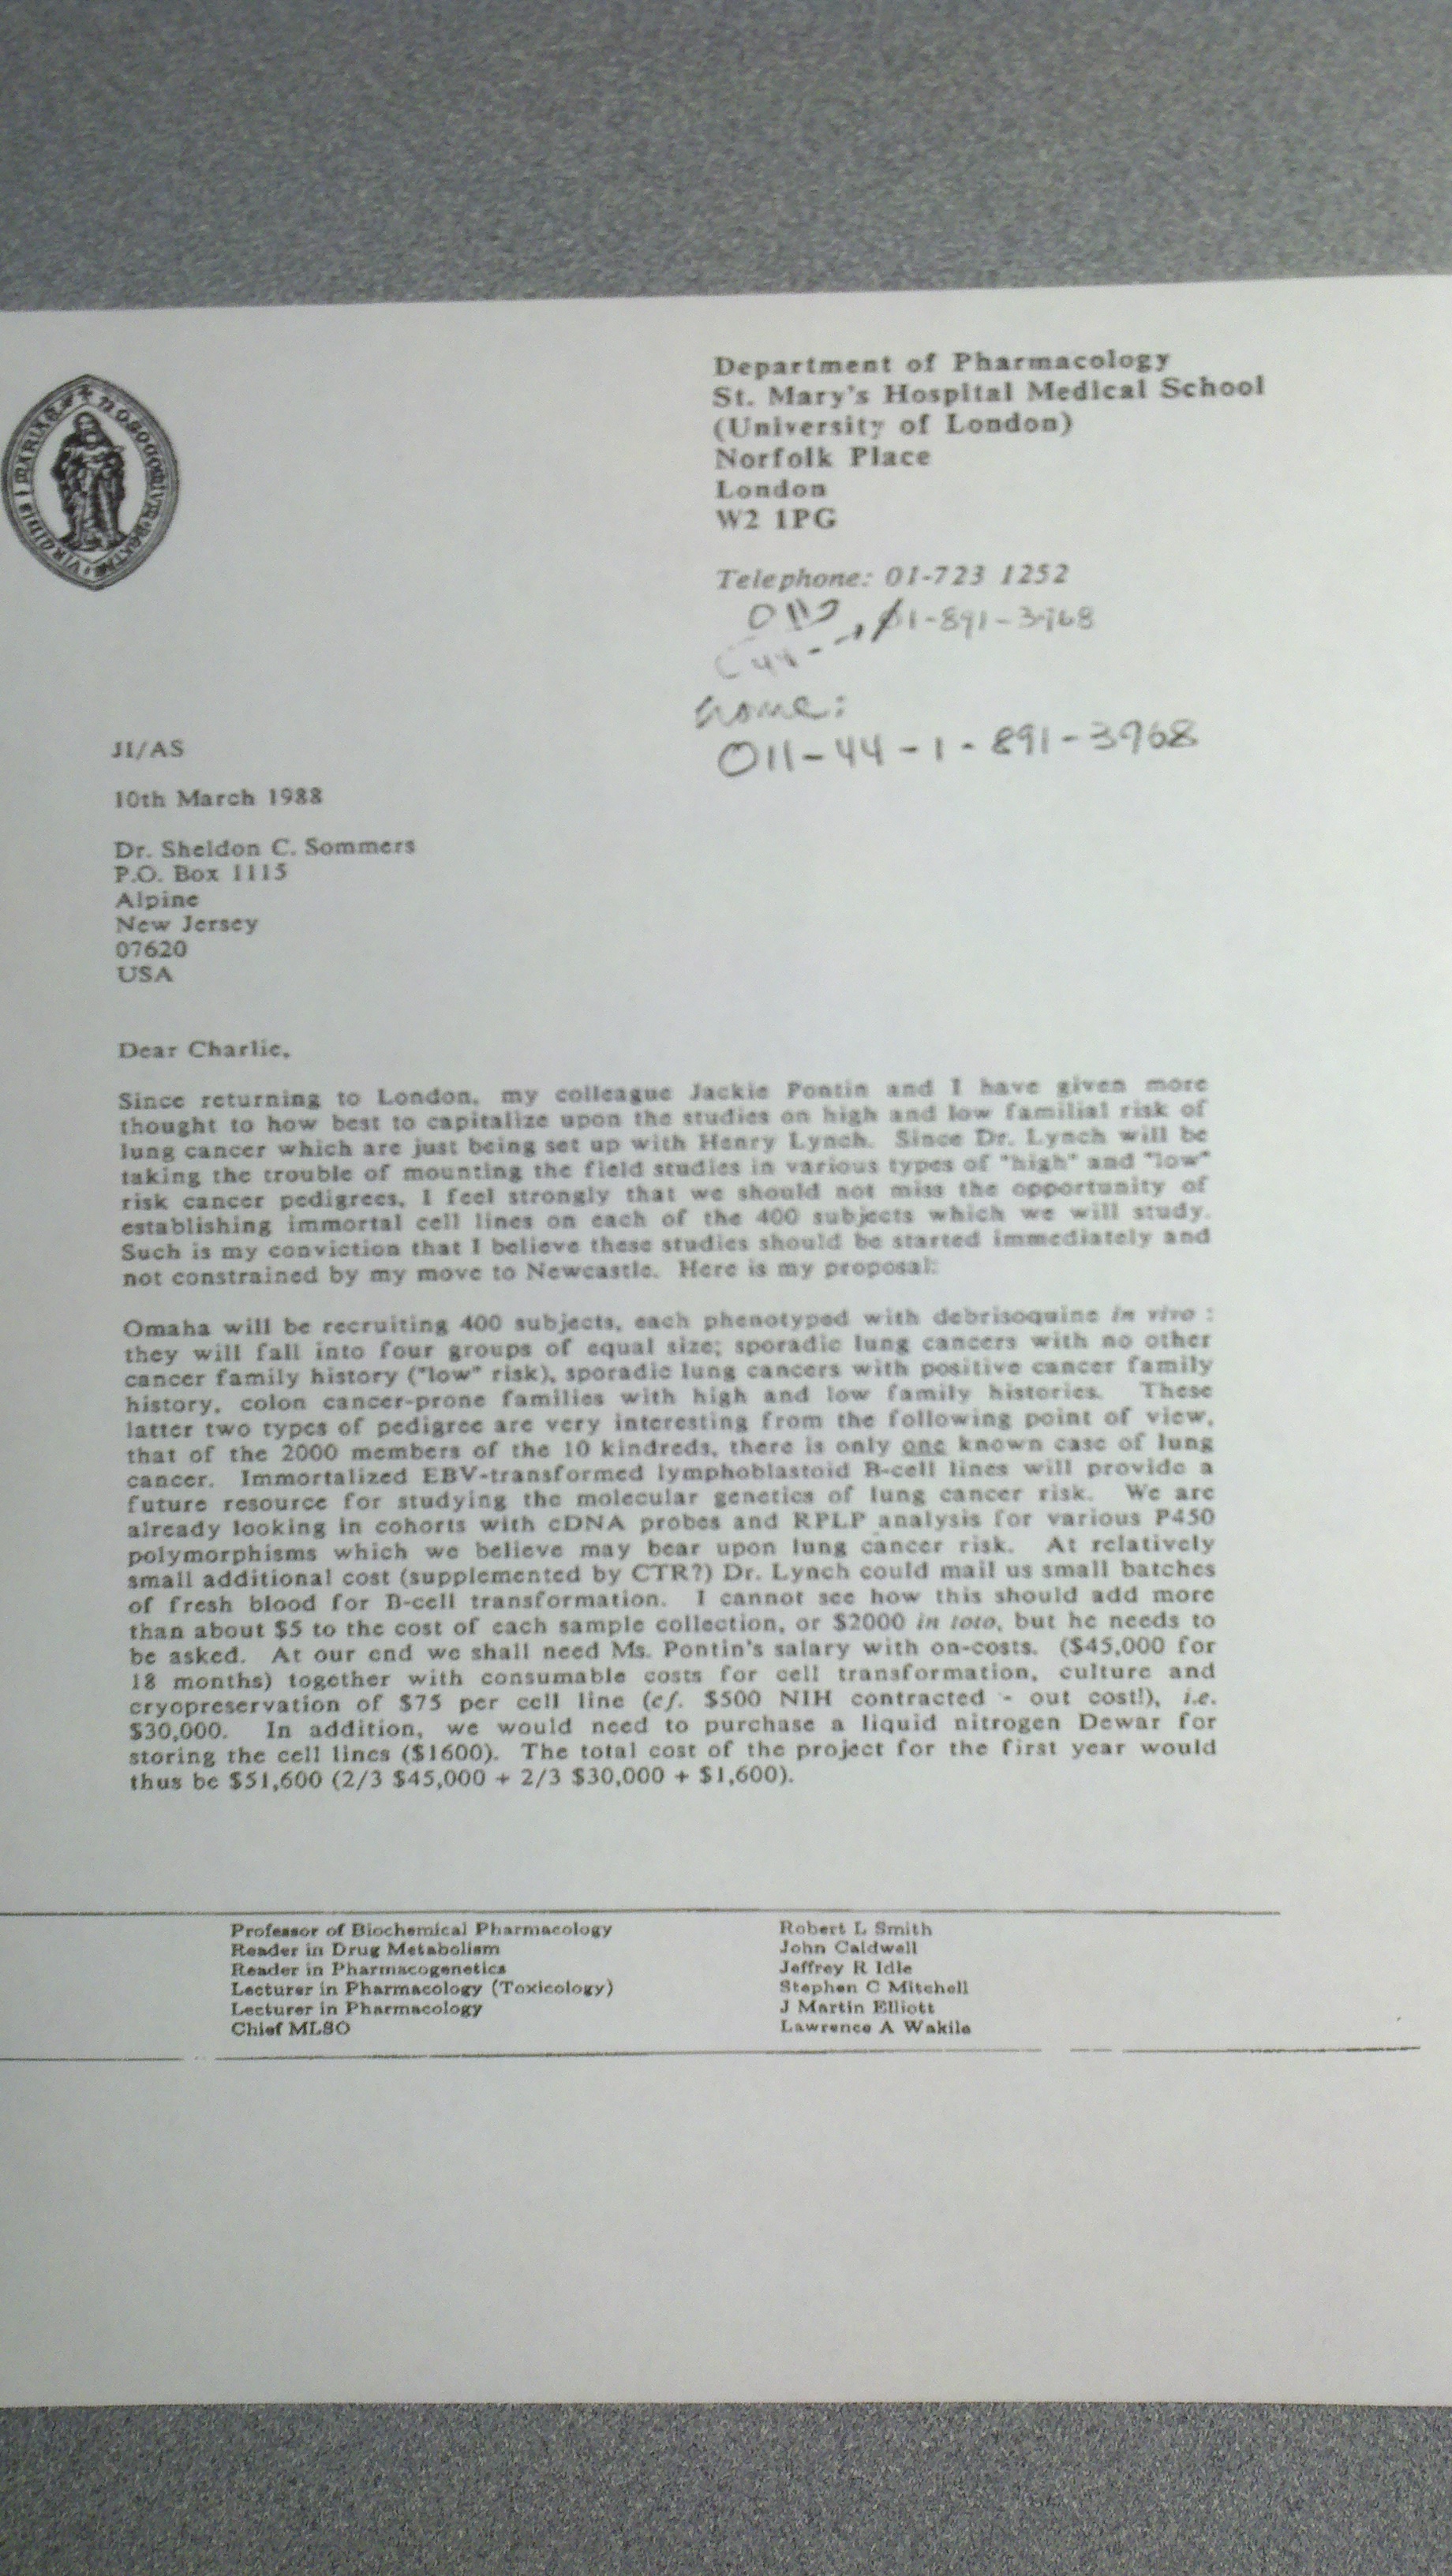 Department of Pharmacology
St. Mary's Hospital Medical School
(University of London)
Norfolk Place
London
W2 1PG
Telephone: 01-723 1252
01-891-3968
44-
home:
011-44-1-891-3968
JI/AS
10th March 1988
Dr. Sheldon C. Sommers
P.O. Box 1115
Alpine
New Jersey
07620
USA
Dear Charlie,
Since returning to London, my colleague Jackie Pontin and I have given more
thought to how best to capitalize upon the studies on high and low familial risk of
lung cancer which are just being set up with Henry Lynch. Since Dr. Lynch will be
taking the trouble of mounting the field studies in various types of "high" and "low"
risk cancer pedigrees, I feel strongly that we should not miss the opportunity of
establishing immortal cell lines on each of the 400 subjects which we will study.
Such is my conviction that I believe these studies should be started immediately and
not constrained by my move to Newcastle. Here is my proposal:
Omaha will be recruiting 400 subjects, each phenotyped with debrisoquine in vivo :
they will fall into four groups of equal size; sporadic lung cancers with no other
cancer family history ("low" risk), sporadic lung cancers with positive cancer family
history, colon cancer-prone families with high and low family histories. These
latter two types of pedigree are very interesting from the following point of view,
that of the 2000 members of the 10 kindreds, there is only one known case of lung
cancer. Immortalized EBV-transformed lymphoblastoid B-cell lines will provide a
future resource for studying the molecular genetics of lung cancer risk. We are
already looking in cohorts with cDNA probes and RPLP analysis for various P450
polymorphisms which we believe may bear upon lung cancer risk. At relatively
small additional cost (supplemented by CTR?) Dr. Lynch could mail us small batches
of fresh blood for B-cell transformation. I cannot see how this should add more
than about $5 to the cost of each sample collection, or $2000 in toto, but he needs to
be asked. At our end we shall need Ms. Pontin's salary with on-costs. ($45,000 for
18 months) together with consumable costs for cell transformation, culture and
cryopreservation of $75 per cell line (cf. $500 NIH contracted - out cost!), i.e.
$30,000. In addition, we would need to purchase a liquid nitrogen Dewar for
storing the cell lines ($1600). The total cost of the project for the first year would
thus be $51,600 (2/3 $45,000 + 2/3 $30,000 + $1,600).
Professor of Biochemical Pharmacology Robert L Smith
Reader in Drug Metabolism John Caldwell
Reader in Pharmacogenetics Jeffrey R Idle
Lecturer in Pharmacology (Toxicology) Stephen C Mitchell
Lecturer in Pharmacology J Martin Elliott
Chief MLSO Lawrence A Wakile